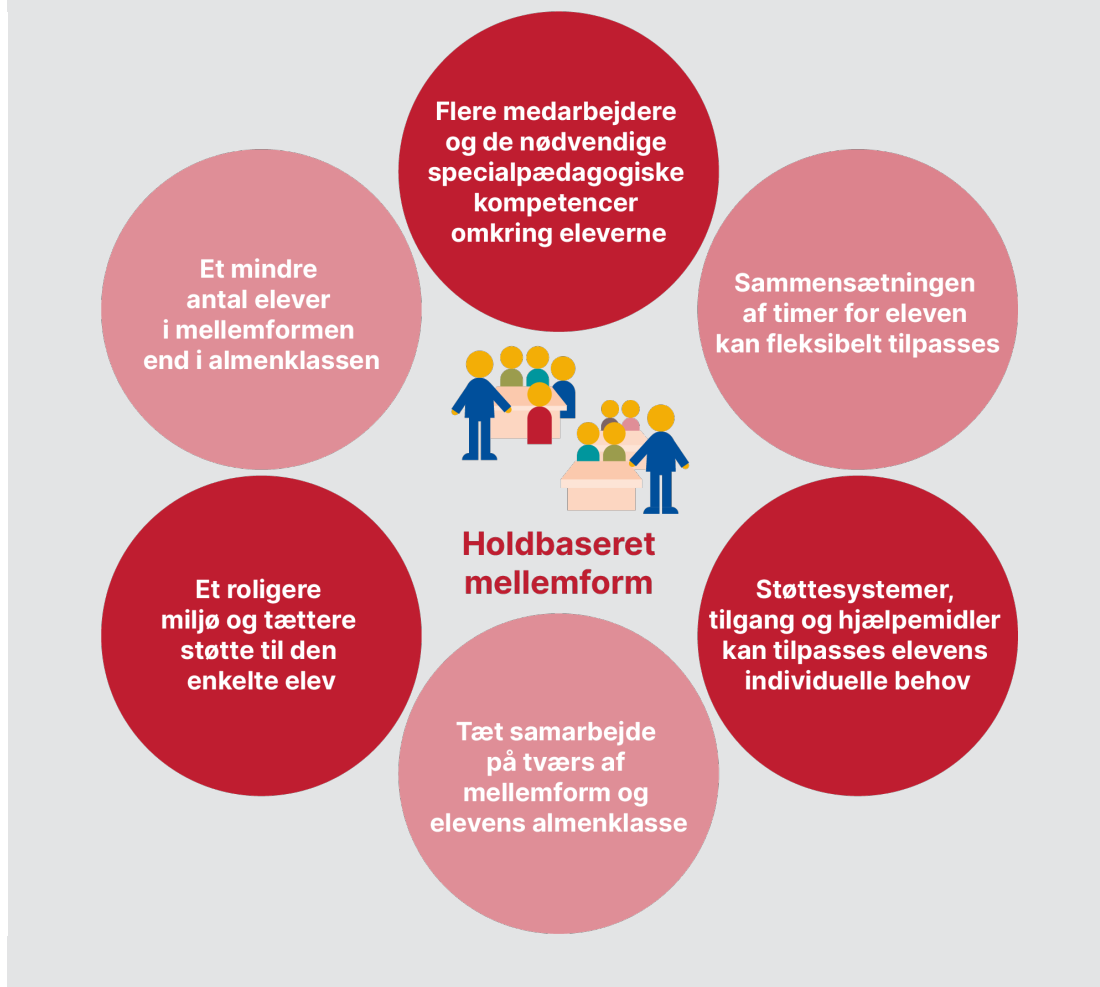 Flere medarbejdere
og de nødvendige
specialpædagogiske
kompetencer
omkring eleverne
Et mindre
antal elever
i mellemformen
end i almenklassen
Sammensætningen
af timer for eleven
kan fleksibelt tilpasses
Holdbaseret
mellemform
Et roligere
miljø og tættere
støtte til den
enkelte elev
Støttesystemer,
tilgang og hjælpemidler
kan tilpasses elevens
individuelle behov
Tæt samarbejde
på tværs af
mellemform og
elevens almenklasse